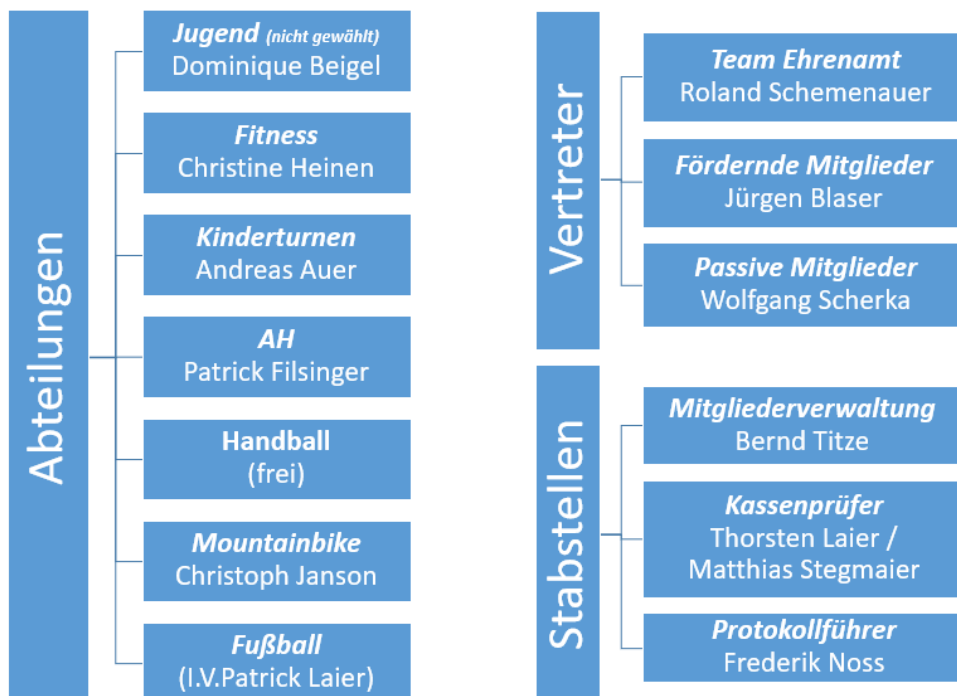 Abteilungen
Jugend (nicht gewählt)
Dominique Beigel
Fitness
Christine Heinen
Kinderturnen
Andreas Auer
AH
Patrick Filsinger
Handball
(frei)
Mountainbike
Christoph Janson
Fußball
(I.V.Patrick Laier)
Vertreter
Team Ehrenamt
Roland Schemenauer
Fördernde Mitglieder
Jürgen Blaser
Passive Mitglieder
Wolfgang Scherka
Stabstellen
Mitgliederverwaltung
Bernd Titze
Kassenprüfer
Thorsten Laier /
Matthias Stegmaier
Protokollführer
Frederik Noss